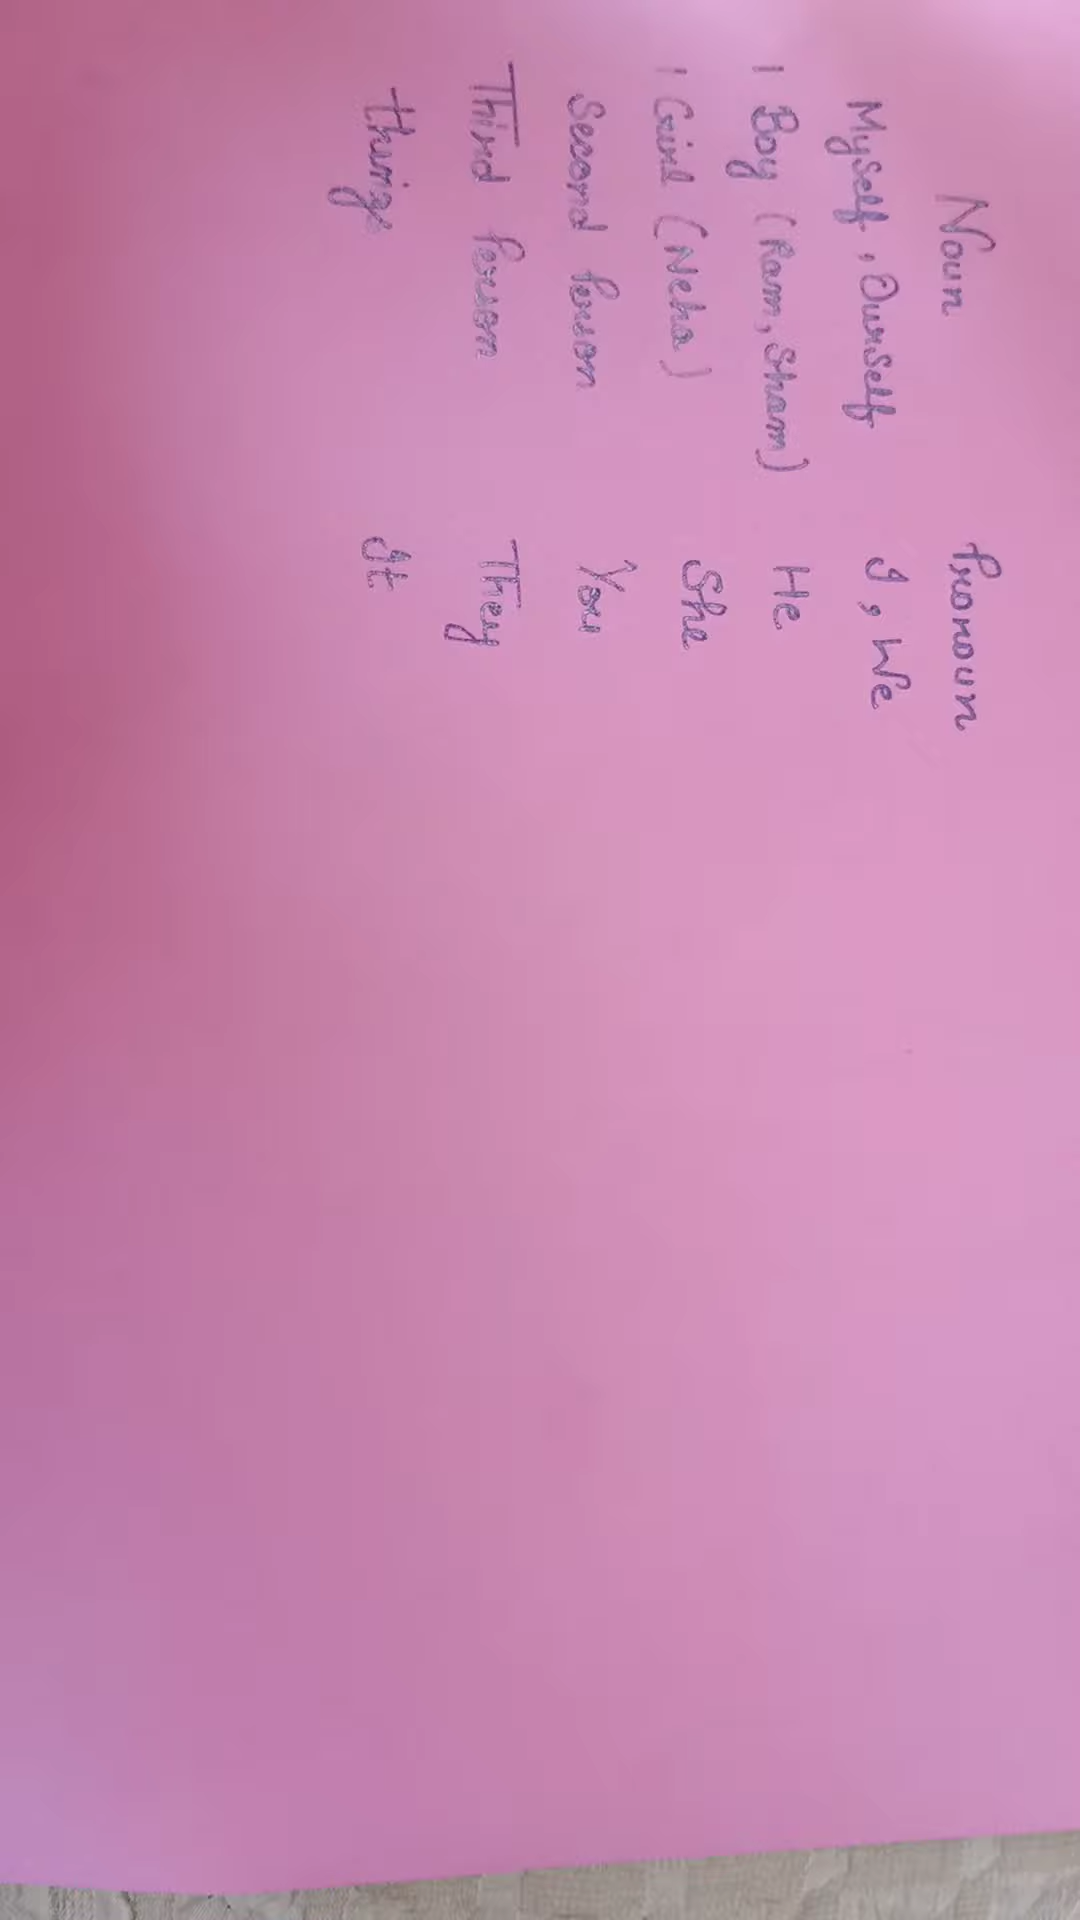 Noun Pronoun
Myself, Ourself I, We
1 Boy (Ram, Sham) He
1 Girl (Neha) She
Second Person You
Third Person They
things It